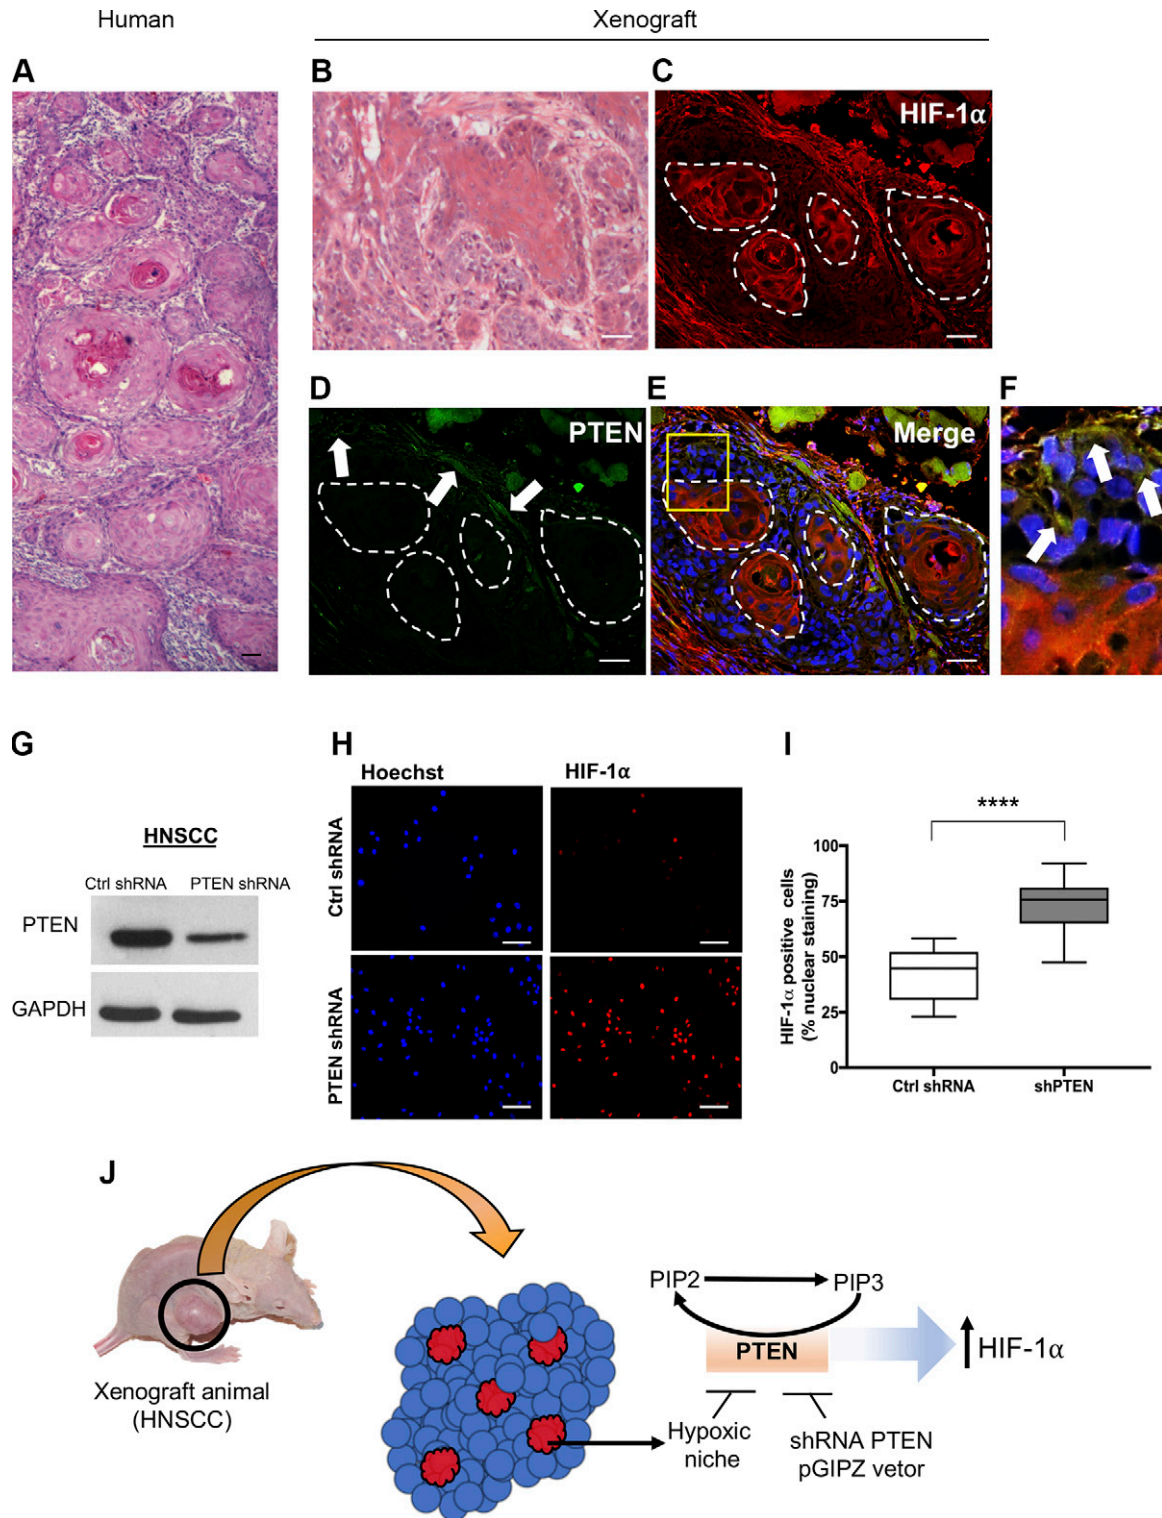 Human
Xenograft
A
B
C
HIF-1α
D
PTEN
E
Merge
F
G
HNSCC
Ctrl shRNA
PTEN shRNA
PTEN
GAPDH
H
Hoechst
HIF-1α
Ctrl shRNA
PTEN shRNA
I
****
HIF-1α positive cells
(% nuclear staining)
100
75
50
25
0
Ctrl shRNA
shPTEN
J
Xenograft animal
(HNSCC)
PIP2
PIP3
PTEN
HIF-1α
Hypoxic
niche
shRNA PTEN
pGIPZ vetor